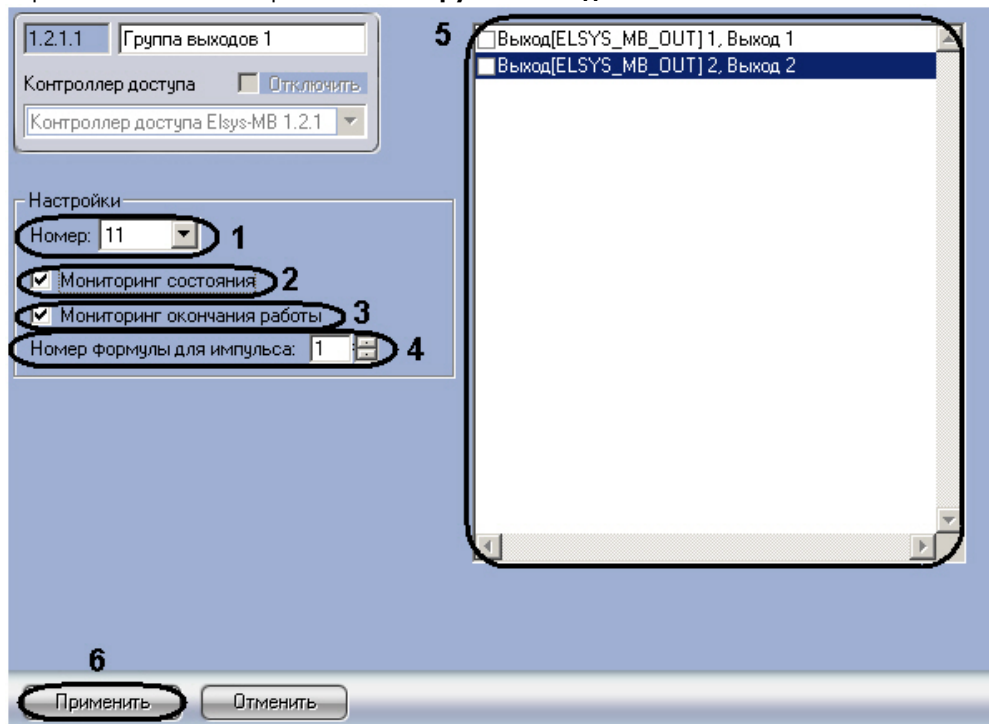 1.2.1.1 Группа выходов 1
Контроллер доступа Отключить
Контроллер доступа Elsys-MB 1.2.1
Настройки
Номер: 11 1
Мониторинг состояния 2
Мониторинг окончания работы 3
Номер формулы для импульса: 1 4
5
Выход[ELSYS_MB_OUT] 1, Выход 1
Выход[ELSYS_MB_OUT] 2, Выход 2
6
Применить Отменить